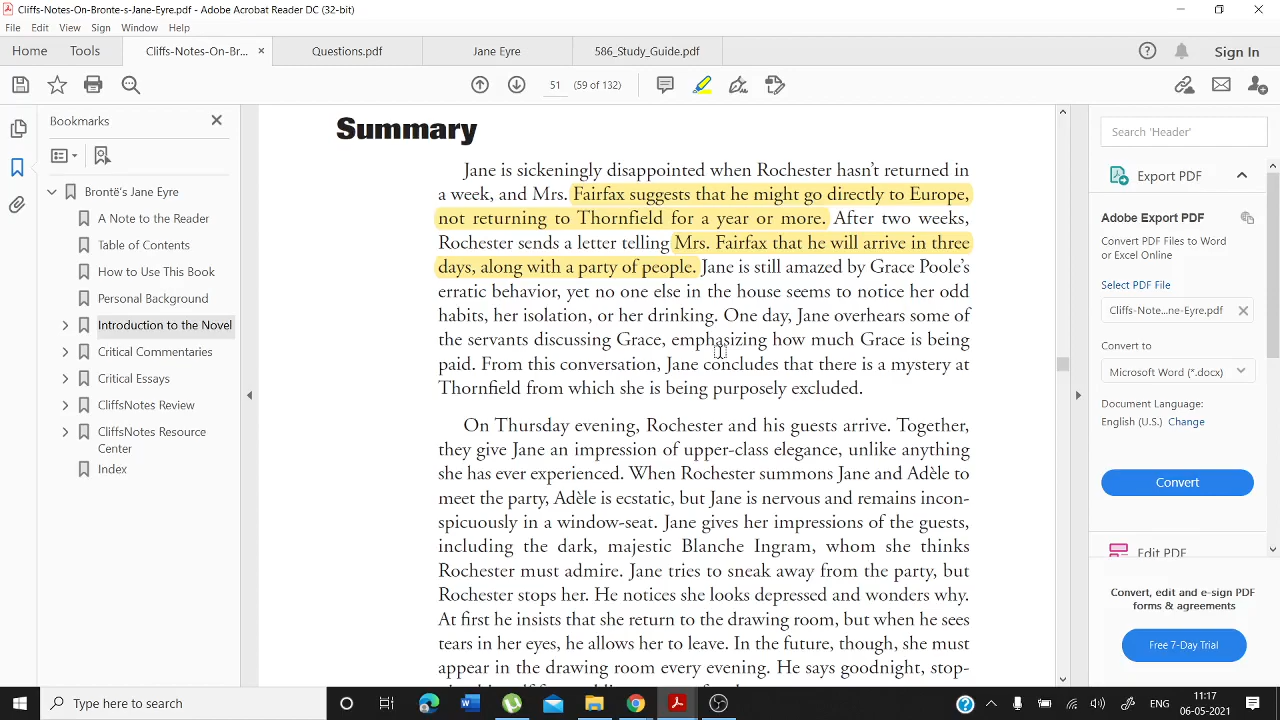 Cliffs-Notes-On-Bronte-s-Jane-Eyre.pdf - Adobe Acrobat Reader DC (32-bit)
File Edit View Sign Window Help
Home Tools Cliffs-Notes-On-Br... × Questions.pdf Jane Eyre 586_Study_Guide.pdf Sign In
51 (59 of 132)
Bookmarks
Brontë's Jane Eyre
A Note to the Reader
Table of Contents
How to Use This Book
Personal Background
Introduction to the Novel
Critical Commentaries
Critical Essays
CliffsNotes Review
CliffsNotes Resource
Center
Index
Summary
Jane is sickeningly disappointed when Rochester hasn't returned in
a week, and Mrs. Fairfax suggests that he might go directly to Europe,
not returning to Thornfield for a year or more. After two weeks,
Rochester sends a letter telling Mrs. Fairfax that he will arrive in three
days, along with a party of people. Jane is still amazed by Grace Poole's
erratic behavior, yet no one else in the house seems to notice her odd
habits, her isolation, or her drinking. One day, Jane overhears some of
the servants discussing Grace, emphasizing how much Grace is being
paid. From this conversation, Jane concludes that there is a mystery at
Thornfield from which she is being purposely excluded.
On Thursday evening, Rochester and his guests arrive. Together,
they give Jane an impression of upper-class elegance, unlike anything
she has ever experienced. When Rochester summons Jane and Adèle to
meet the party, Adèle is ecstatic, but Jane is nervous and remains incon-
spicuously in a window-seat. Jane gives her impressions of the guests,
including the dark, majestic Blanche Ingram, whom she thinks
Rochester must admire. Jane tries to sneak away from the party, but
Rochester stops her. He notices she looks depressed and wonders why.
At first he insists that she return to the drawing room, but when he sees
tears in her eyes, he allows her to leave. In the future, though, she must
appear in the drawing room every evening. He says goodnight, stop-
Search 'Header'
Export PDF
Adobe Export PDF
Convert PDF Files to Word
or Excel Online
Select PDF File
Cliffs-Note...ne-Eyre.pdf
Convert to
Microsoft Word (*.docx)
Document Language:
English (U.S.) Change
Convert
Edit PDF
Convert, edit and e-sign PDF
forms & agreements
Free 7-Day Trial
Type here to search
ENG
11:17
06-05-2021